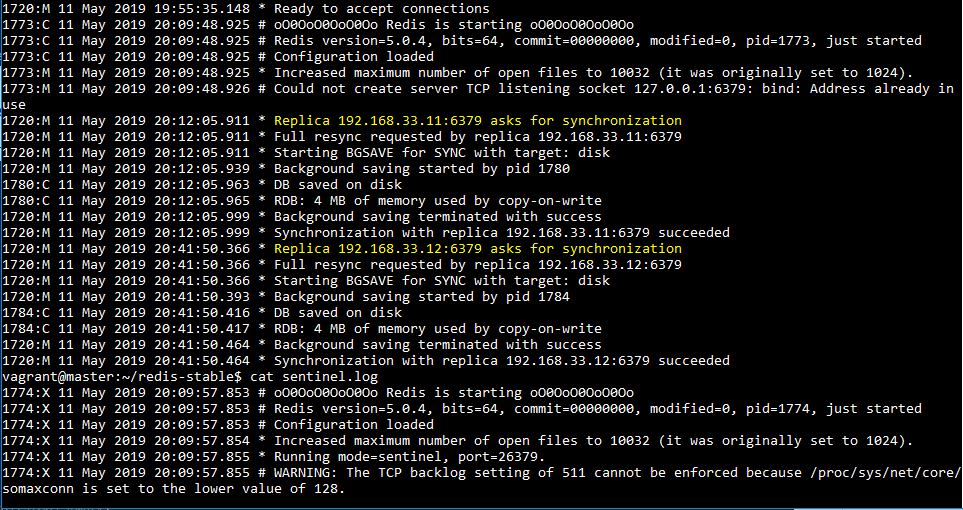 1720:M 11 May 2019 19:55:35.148 * Ready to accept connections
1773:C 11 May 2019 20:09:48.925 # oO0OoO0OoO0Oo Redis is starting oO0OoO0OoO0Oo
1773:C 11 May 2019 20:09:48.925 # Redis version=5.0.4, bits=64, commit=00000000, modified=0, pid=1773, just started
1773:C 11 May 2019 20:09:48.925 # Configuration loaded
1773:M 11 May 2019 20:09:48.925 * Increased maximum number of open files to 10032 (it was originally set to 1024).
1773:M 11 May 2019 20:09:48.926 # Could not create server TCP listening socket 127.0.0.1:6379: bind: Address already in
use
1720:M 11 May 2019 20:12:05.911 * Replica 192.168.33.11:6379 asks for synchronization
1720:M 11 May 2019 20:12:05.911 * Full resync requested by replica 192.168.33.11:6379
1720:M 11 May 2019 20:12:05.911 * Starting BGSAVE for SYNC with target: disk
1720:M 11 May 2019 20:12:05.939 * Background saving started by pid 1780
1780:C 11 May 2019 20:12:05.963 * DB saved on disk
1780:C 11 May 2019 20:12:05.965 * RDB: 4 MB of memory used by copy-on-write
1720:M 11 May 2019 20:12:05.999 * Background saving terminated with success
1720:M 11 May 2019 20:12:05.999 * Synchronization with replica 192.168.33.11:6379 succeeded
1720:M 11 May 2019 20:41:50.366 * Replica 192.168.33.12:6379 asks for synchronization
1720:M 11 May 2019 20:41:50.366 * Full resync requested by replica 192.168.33.12:6379
1720:M 11 May 2019 20:41:50.366 * Starting BGSAVE for SYNC with target: disk
1720:M 11 May 2019 20:41:50.393 * Background saving started by pid 1784
1784:C 11 May 2019 20:41:50.416 * DB saved on disk
1784:C 11 May 2019 20:41:50.417 * RDB: 4 MB of memory used by copy-on-write
1720:M 11 May 2019 20:41:50.464 * Background saving terminated with success
1720:M 11 May 2019 20:41:50.464 * Synchronization with replica 192.168.33.12:6379 succeeded
vagrant@master:~/redis-stable$ cat sentinel.log
1774:X 11 May 2019 20:09:57.853 # oO0OoO0OoO0Oo Redis is starting oO0OoO0OoO0Oo
1774:X 11 May 2019 20:09:57.853 # Redis version=5.0.4, bits=64, commit=00000000, modified=0, pid=1774, just started
1774:X 11 May 2019 20:09:57.853 # Configuration loaded
1774:X 11 May 2019 20:09:57.854 * Increased maximum number of open files to 10032 (it was originally set to 1024).
1774:X 11 May 2019 20:09:57.855 * Running mode=sentinel, port=26379.
1774:X 11 May 2019 20:09:57.855 # WARNING: The TCP backlog setting of 511 cannot be enforced because /proc/sys/net/core/
somaxconn is set to the lower value of 128.